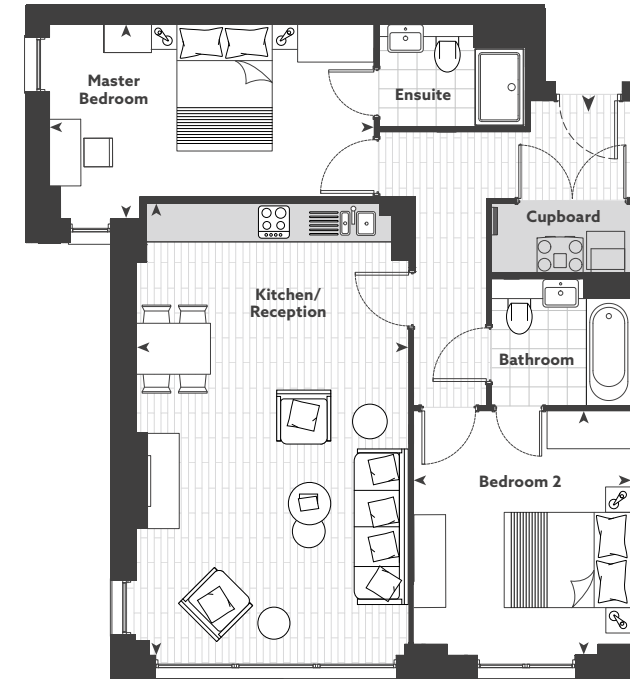 Master
Bedroom
Ensuite
Cupboard
Kitchen/
Reception
Bathroom
Bedroom 2